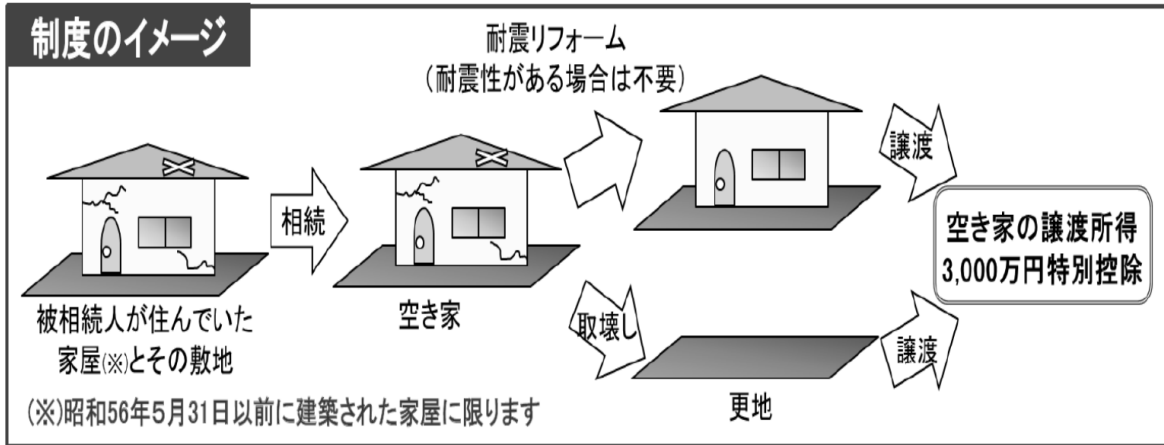 制度のイメージ
耐震リフォーム
(耐震性がある場合は不要)
相続
譲渡
空き家の譲渡所得
3,000万円特別控除
被相続人が住んでいた
家屋(※)とその敷地
空き家
取壊し
譲渡
更地
(※)昭和56年5月31日以前に建築された家屋に限ります